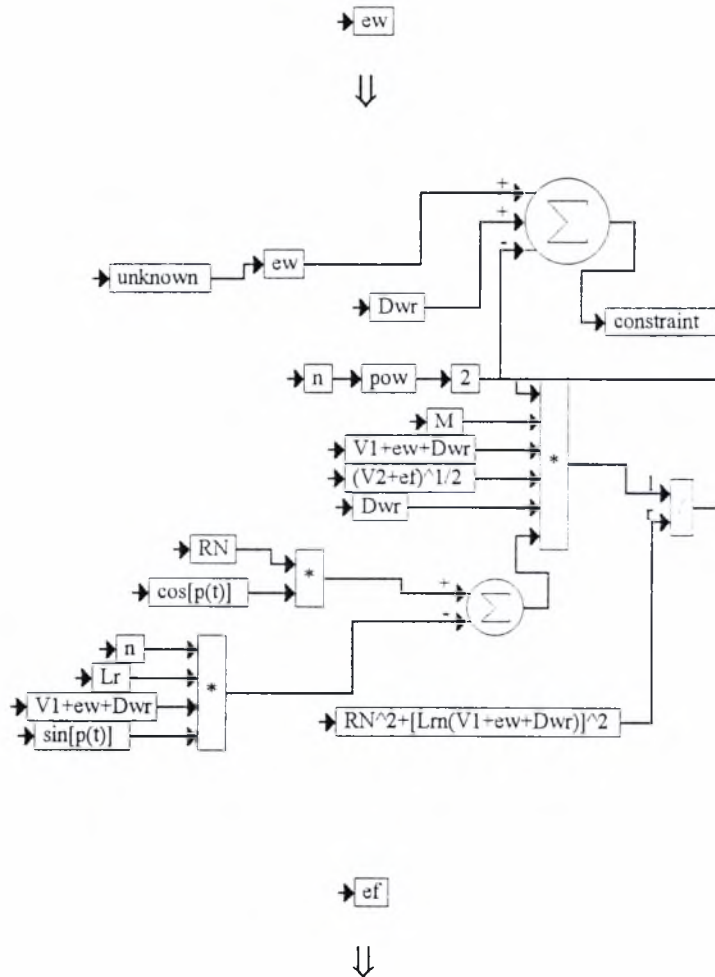 ew
⇓
+
+
-
Σ
unknown
ew
Dwr
constraint
n
pow
2
M
V1+ew+Dwr
(V2+ef)^1/2
Dwr
*
l
r
/
RN
cos[p(t)]
*
+
-
Σ
n
Lr
V1+ew+Dwr
sin[p(t)]
*
RN^2+[Lrn(V1+ew+Dwr)]^2
ef
⇓